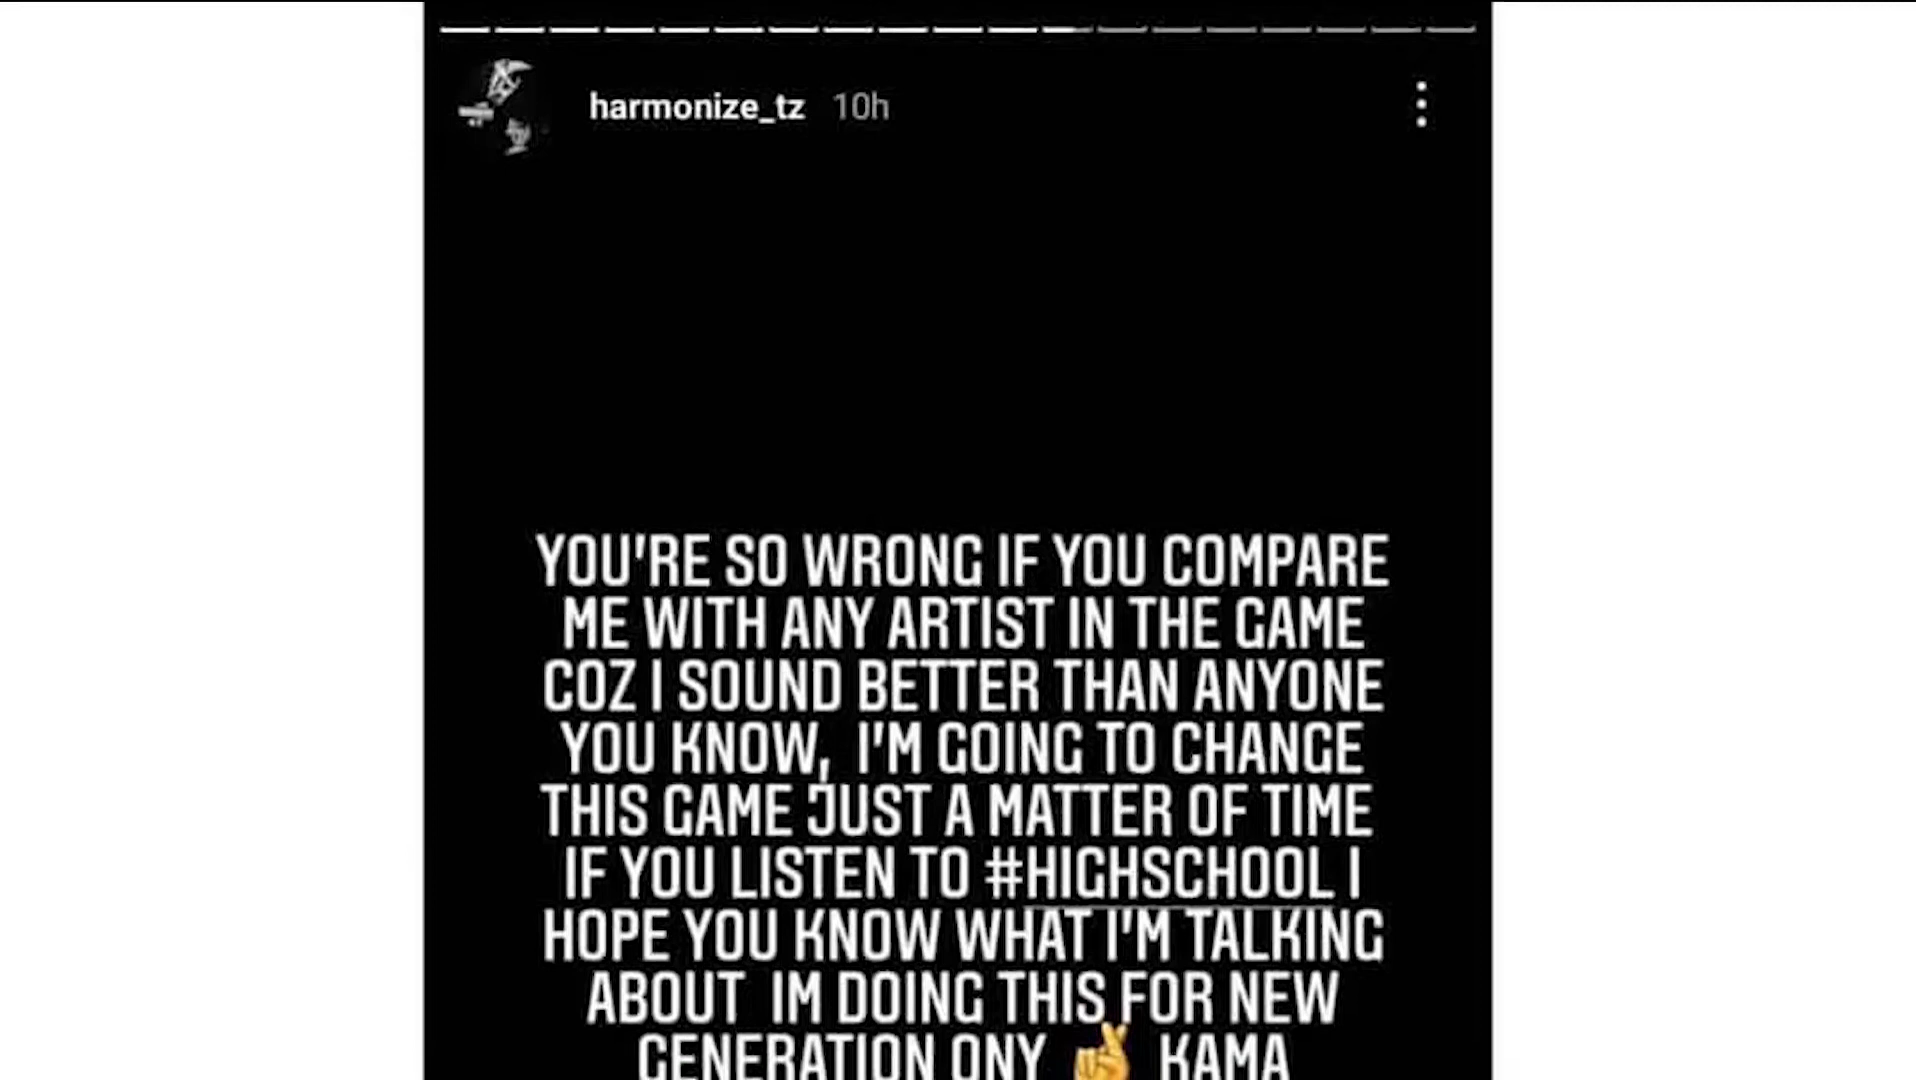 harmonize_tz 10h
YOU'RE SO WRONG IF YOU COMPARE
ME WITH ANY ARTIST IN THE GAME
COZ I SOUND BETTER THAN ANYONE
YOU KNOW, I'M GOING TO CHANGE
THIS GAME JUST A MATTER OF TIME
IF YOU LISTEN TO #HIGHSCHOOL I
HOPE YOU KNOW WHAT I'M TALKING
ABOUT IM DOING THIS FOR NEW
GENERATION ONY 🤞 KAMA